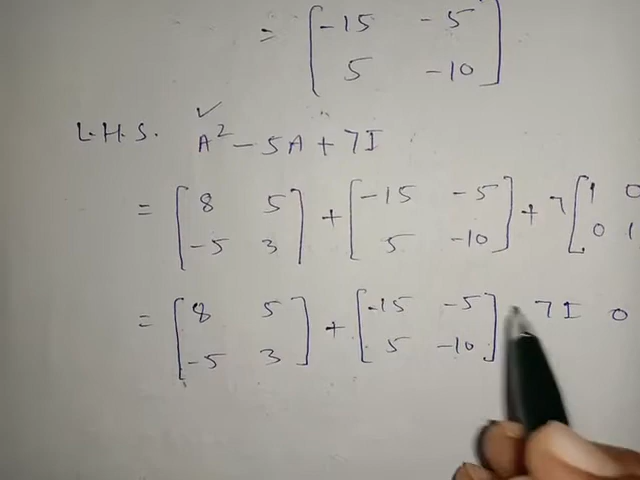 = [-15 -5
5 -10]
L.H.S. A² - 5A + 7I
= [8 5
-5 3] + [-15 -5
5 -10] + 7[1 0
0 1
= [8 5
-5 3] + [-15 -5
5 -10] 7I 0